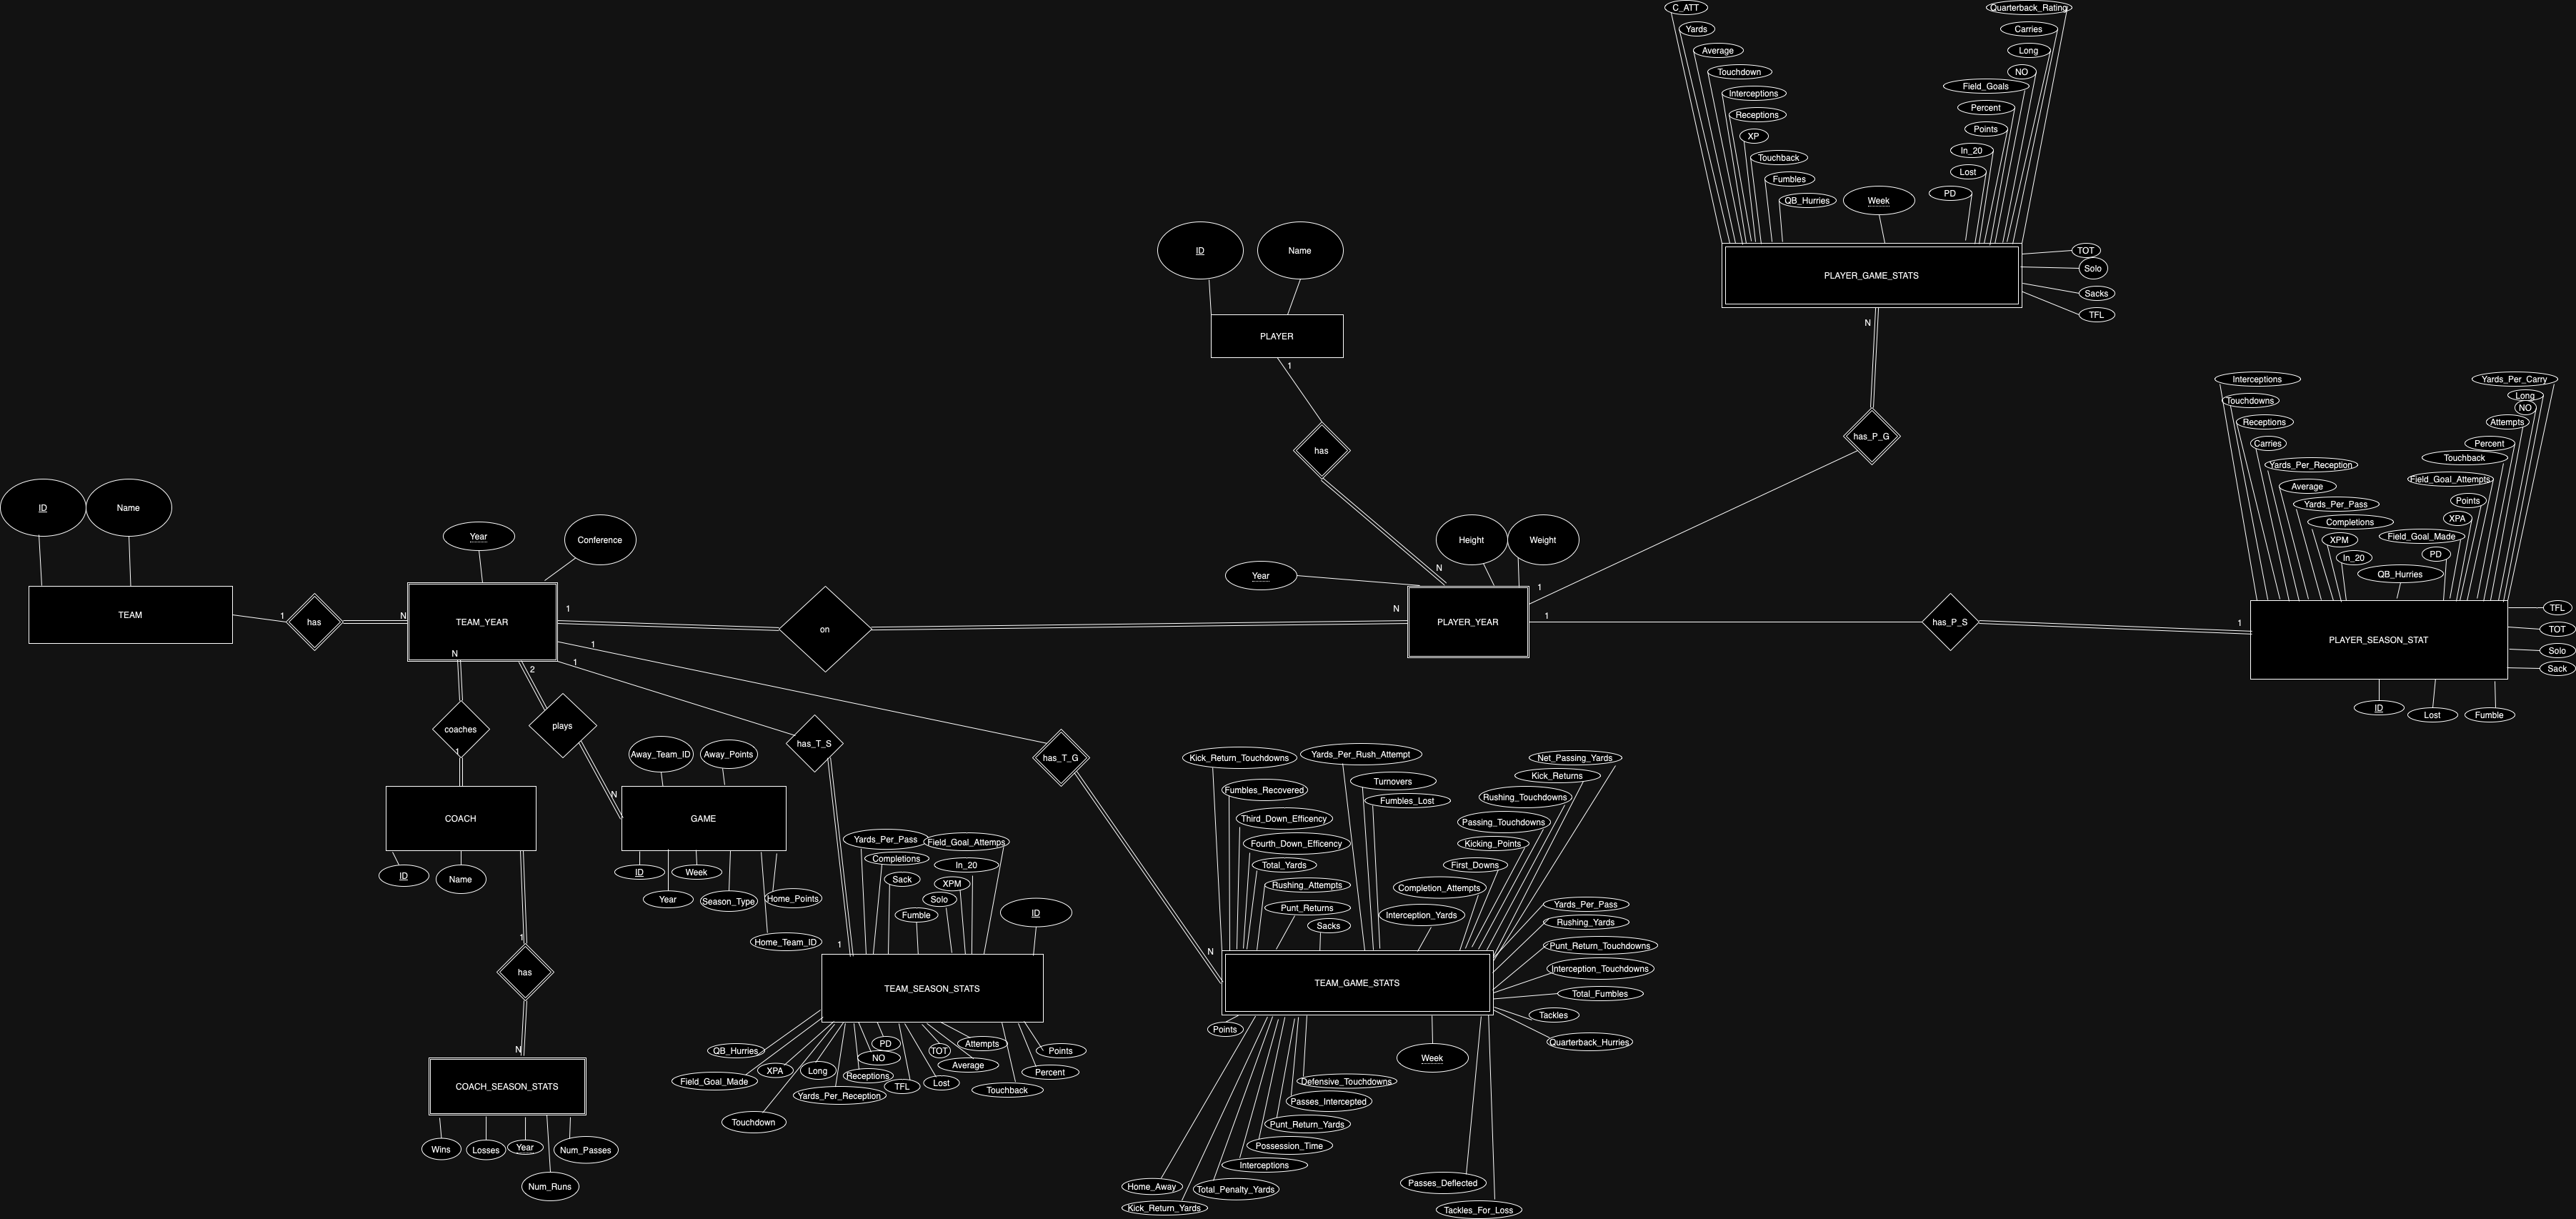 C_ATT
Quarterback_Rating
Yards
Carries
Average
Long
Touchdown
NO
Field_Goals
Interceptions
Percent
Receptions
Points
XP
In_20
Touchback
Lost
Fumbles
PD
QB_Hurries
Week
ID
Name
TOT
Solo
PLAYER_GAME_STATS
Sacks
TFL
N
PLAYER
1
Interceptions
Yards_Per_Carry
Long
Touchdowns
NO
Receptions
Attempts
has_P_G
Carries
Percent
has
Touchback
Yards_Per_Reception
Field_Goal_Attempts
Average
Points
Yards_Per_Pass
XPA
Completions
Field_Goal_Made
XPM
PD
In_20
QB_Hurries
ID
Name
Year
Conference
Height
Weight
N
Year
1
TEAM
1
has
N
TEAM_YEAR
1
on
N
PLAYER_YEAR
1
has_P_S
1
PLAYER_SEASON_STAT
TFL
TOT
Solo
Sack
ID
Lost
Fumble
N
2
1
1
coaches
1
plays
has_T_S
has_T_G
Away_Team_ID
Away_Points
N
COACH
GAME
ID
Name
ID
Week
Year
Season_Type
Home_Points
Home_Team_ID
1
1
has
N
COACH_SEASON_STATS
Wins
Losses
Year
Num_Passes
Num_Runs
Yards_Per_Pass
Field_Goal_Attemps
Completions
In_20
Sack
XPM
Solo
Fumble
ID
TEAM_SEASON_STATS
QB_Hurries
PD
TOT
Attempts
Points
NO
Field_Goal_Made
XPA
Long
Receptions
Average
Percent
TFL
Lost
Touchback
Yards_Per_Reception
Touchdown
Kick_Return_Touchdowns
Yards_Per_Rush_Attempt
Net_Passing_Yards
Kick_Returns
Fumbles_Recovered
Turnovers
Fumbles_Lost
Rushing_Touchdowns
Third_Down_Efficency
Passing_Touchdowns
Fourth_Down_Efficency
Kicking_Points
Total_Yards
First_Downs
Rushing_Attempts
Completion_Attempts
Punt_Returns
Interception_Yards
Sacks
Yards_Per_Pass
Rushing_Yards
Punt_Return_Touchdowns
Interception_Touchdowns
Total_Fumbles
Tackles
Quarterback_Hurries
N
TEAM_GAME_STATS
Points
Week
Defensive_Touchdowns
Passes_Intercepted
Punt_Return_Yards
Possession_Time
Interceptions
Home_Away
Total_Penalty_Yards
Kick_Return_Yards
Passes_Deflected
Tackles_For_Loss